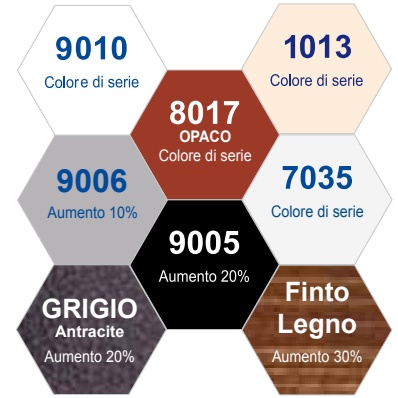 9010
Colore di serie
1013
Colore di serie
8017
OPACO
Colore di serie
9006
Aumento 10%
7035
Colore di serie
9005
Aumento 20%
GRIGIO
Antracite
Aumento 20%
Finto
Legno
Aumento 30%